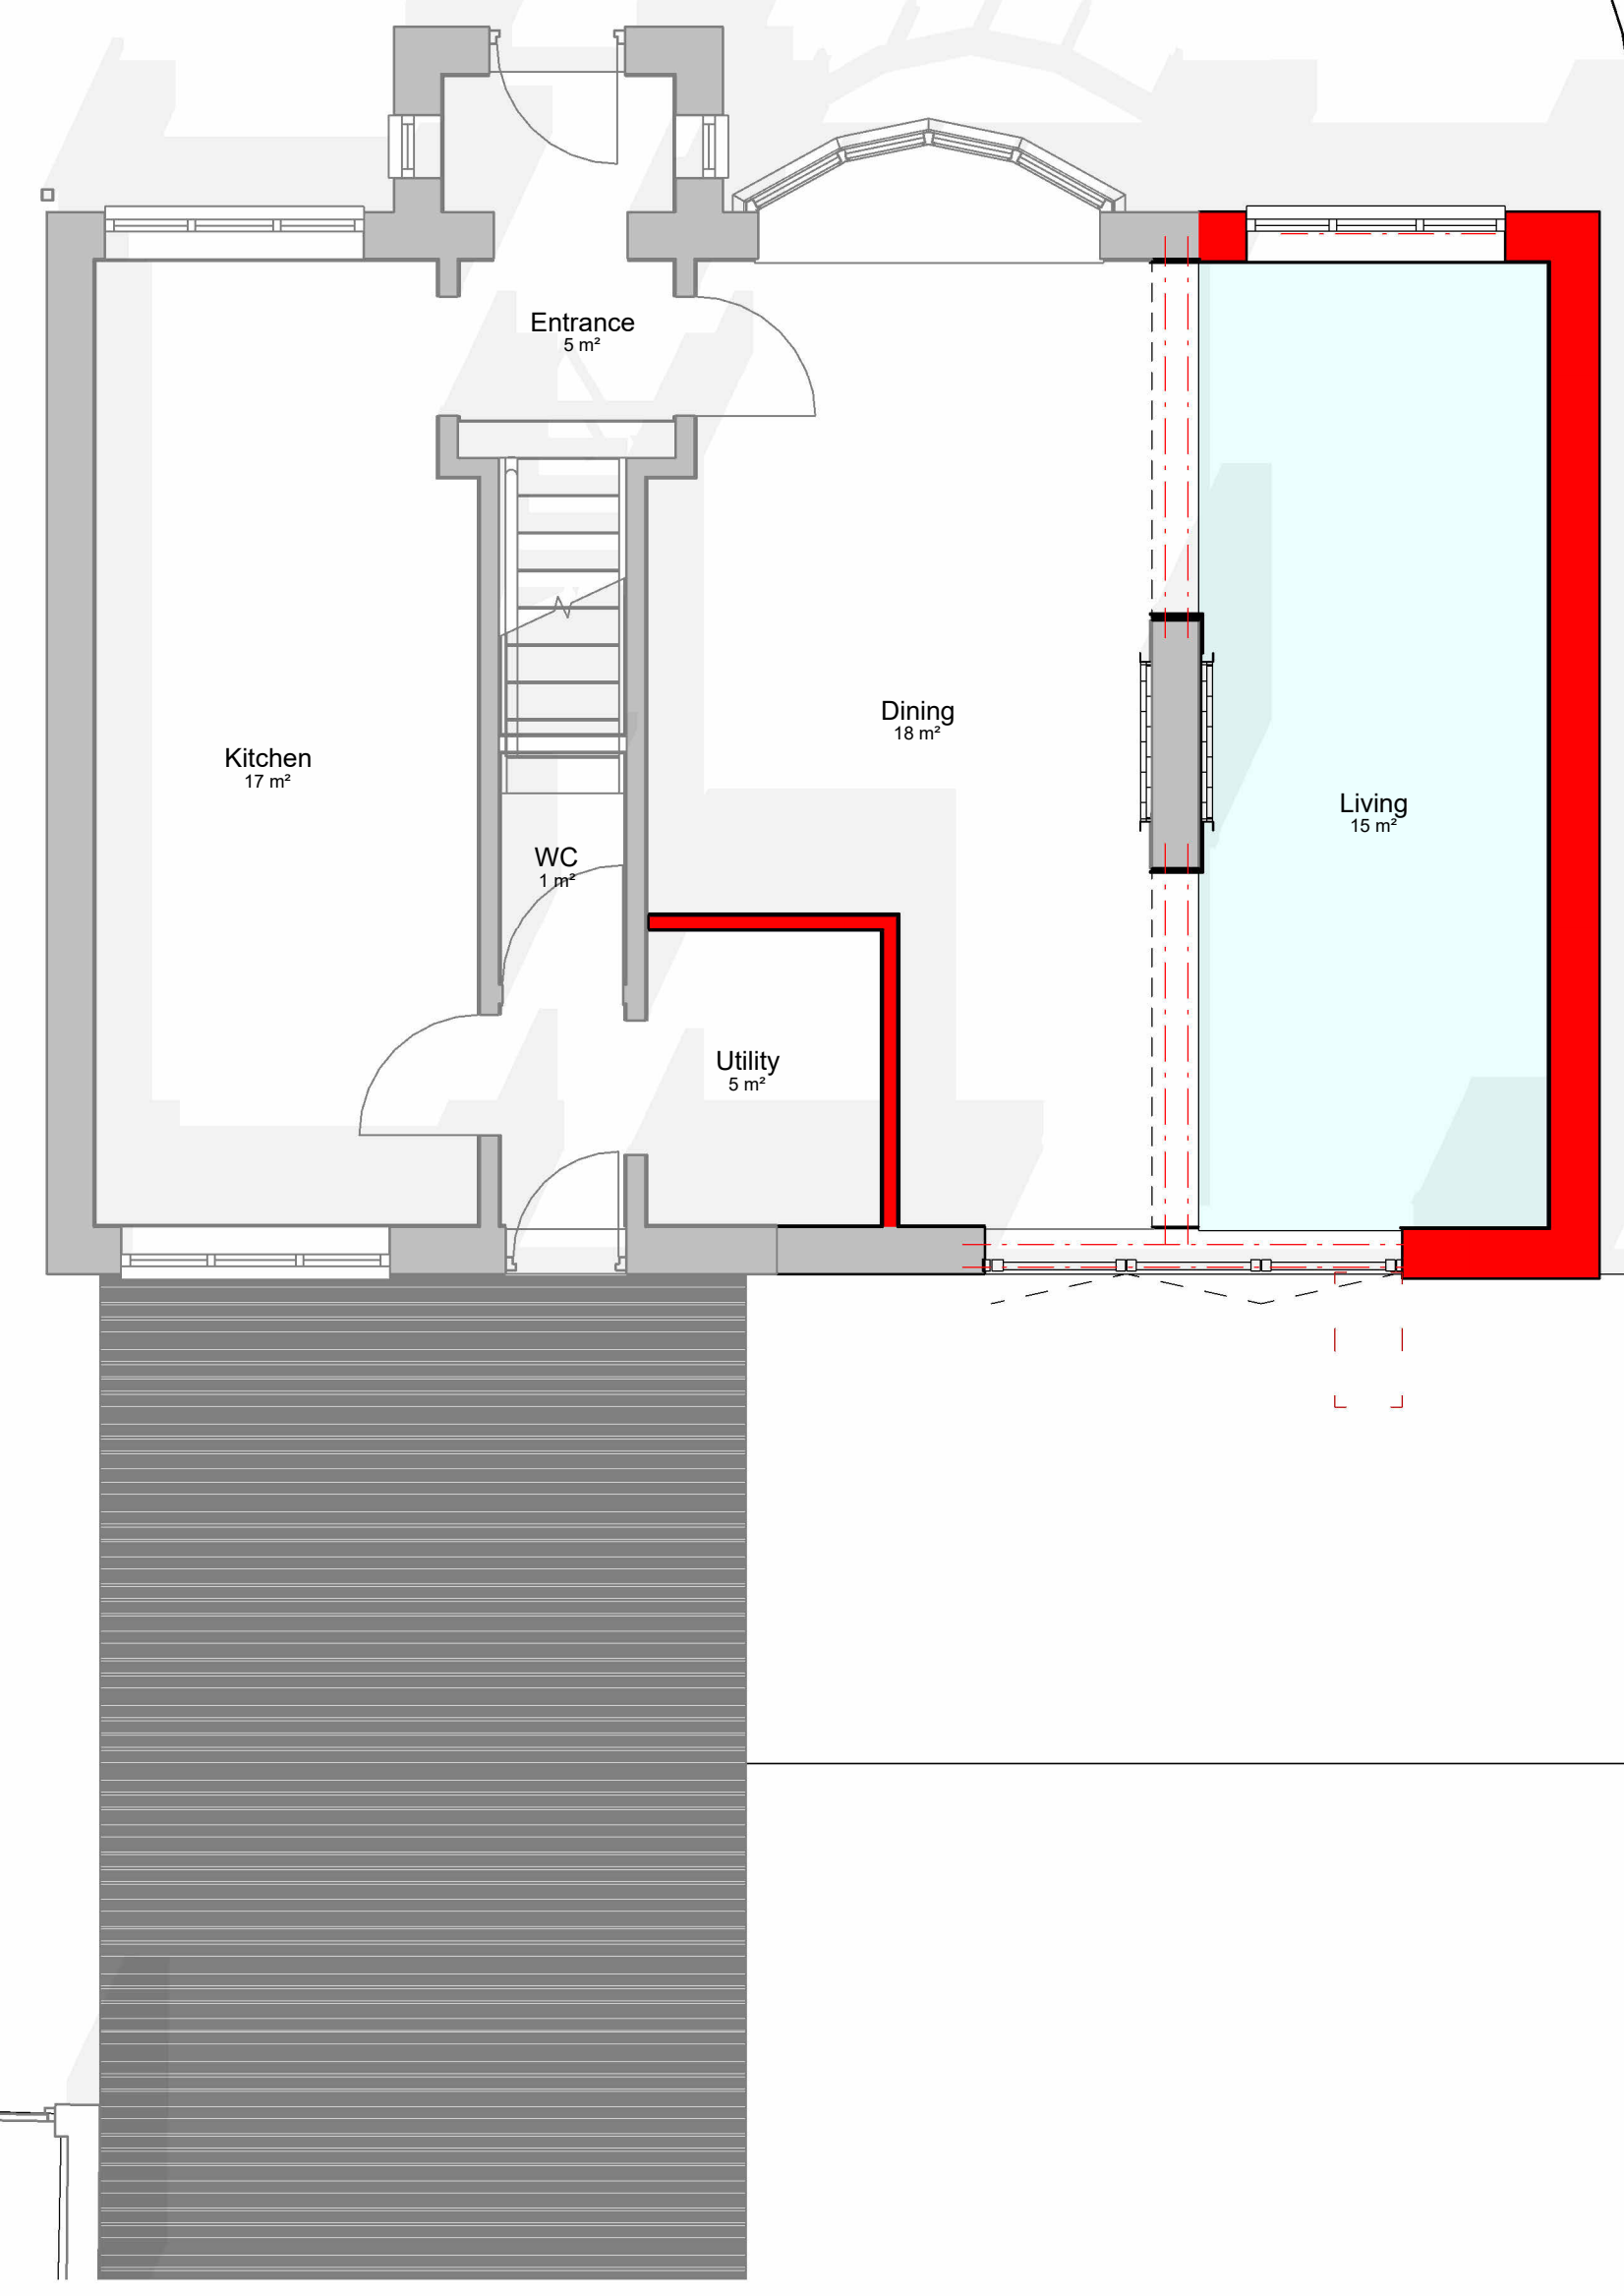 Entrance
5 m²
Dining
18 m²
Kitchen
17 m²
Living
15 m²
WC
1 m²
Utility
5 m²